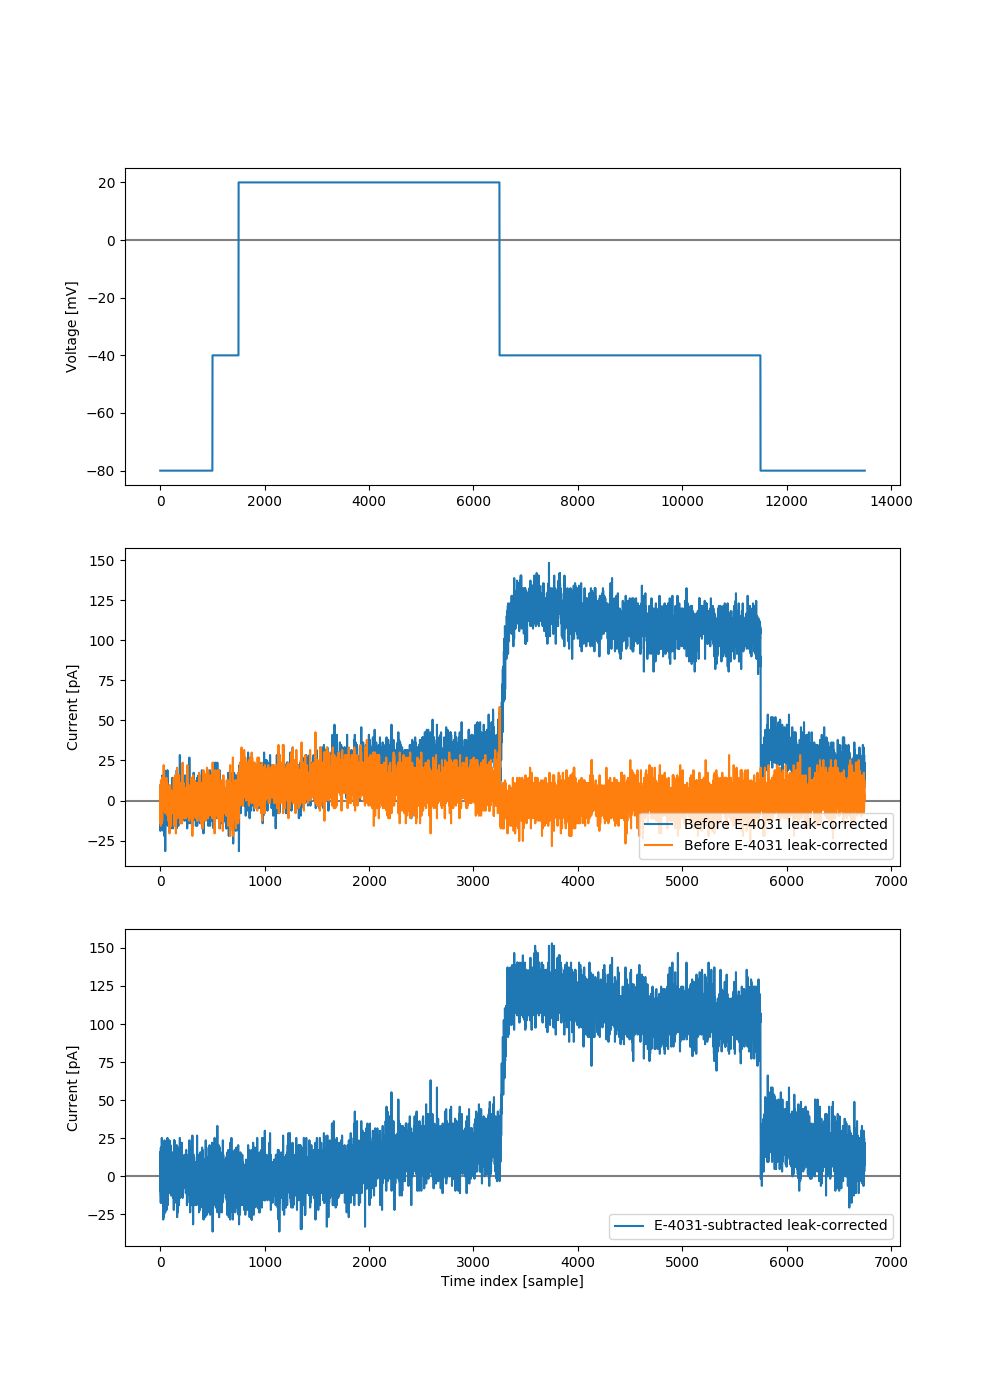 20
0
−20
−40
−60
−80
Voltage [mV]
0 2000 4000 6000 8000 10000 12000 14000
150
125
100
75
50
25
0
−25
Current [pA]
Before E-4031 leak-corrected
Before E-4031 leak-corrected
0 1000 2000 3000 4000 5000 6000 7000
150
125
100
75
50
25
0
−25
Current [pA]
E-4031-subtracted leak-corrected
0 1000 2000 3000 4000 5000 6000 7000
Time index [sample]